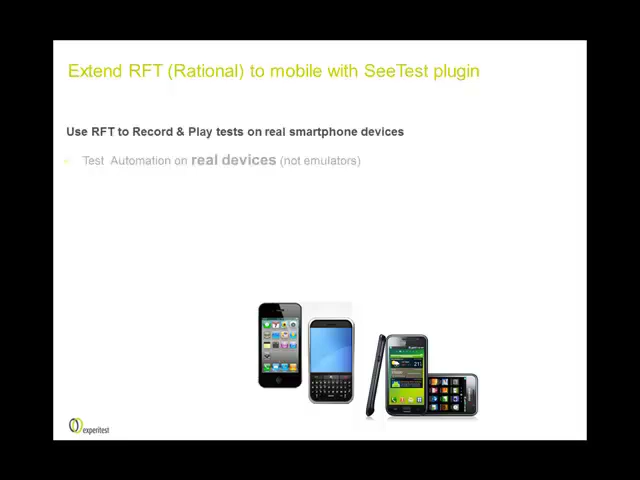 Extend RFT (Rational) to mobile with SeeTest plugin
Use RFT to Record & Play tests on real smartphone devices
Test Automation on real devices (not emulators)
experitest